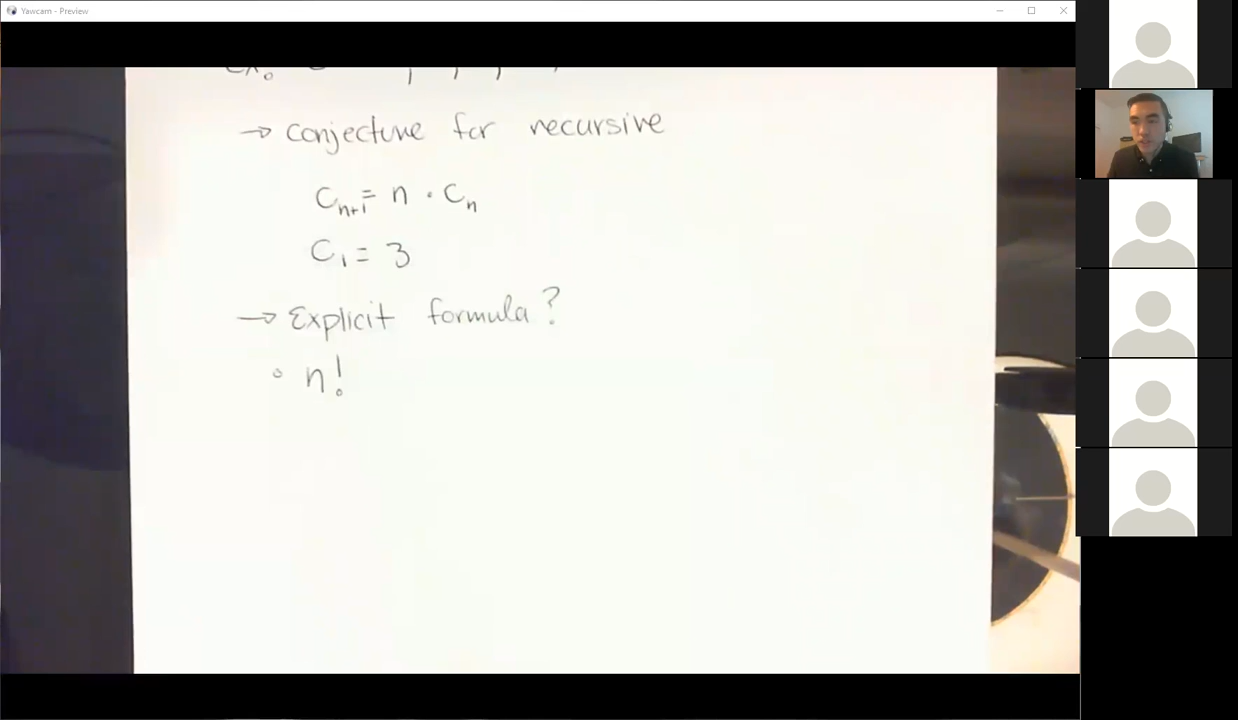 Yawcam - Preview
→ Conjecture for recursive
Cn+1 = n · Cn
C1 = 3
→ Explicit formula?
∘ n!